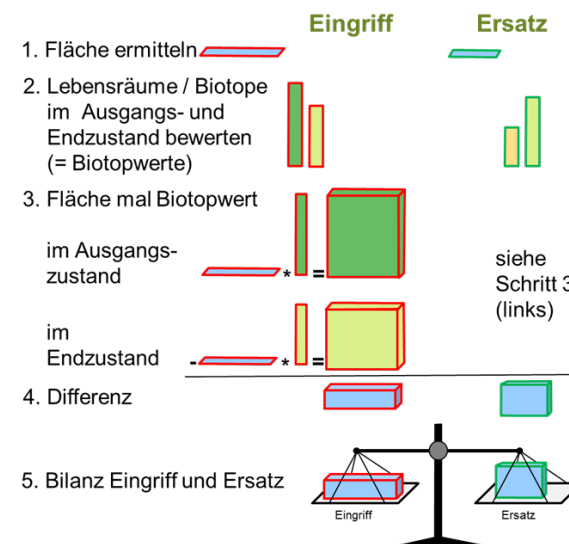 Eingriff Ersatz
1. Fläche ermitteln
2. Lebensräume / Biotope
im Ausgangs- und
Endzustand bewerten
(= Biotopwerte)
3. Fläche mal Biotopwert
im Ausgangs-
zustand
* =
siehe
Schritt 3
(links)
im
Endzustand
- * =
4. Differenz
5. Bilanz Eingriff und Ersatz
Eingriff Ersatz